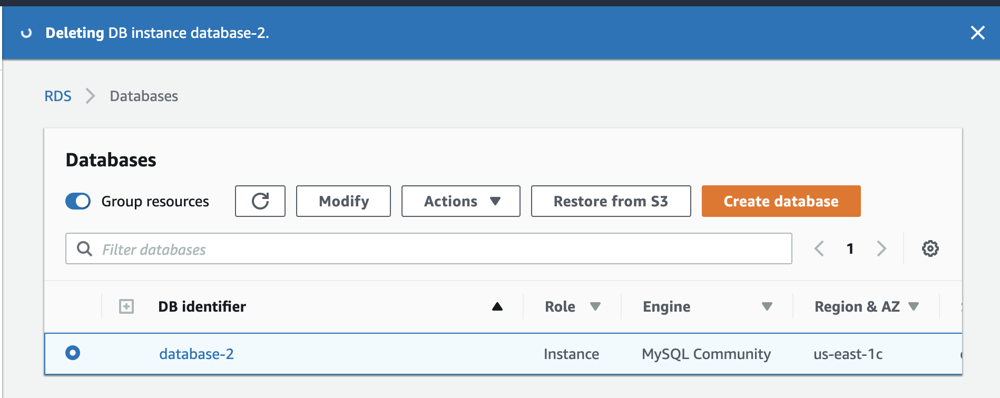 Deleting DB instance database-2.
RDS Databases
Databases
Group resources Modify Actions Restore from S3 Create database
Filter databases 1
DB identifier Role Engine Region & AZ
database-2 Instance MySQL Community us-east-1c